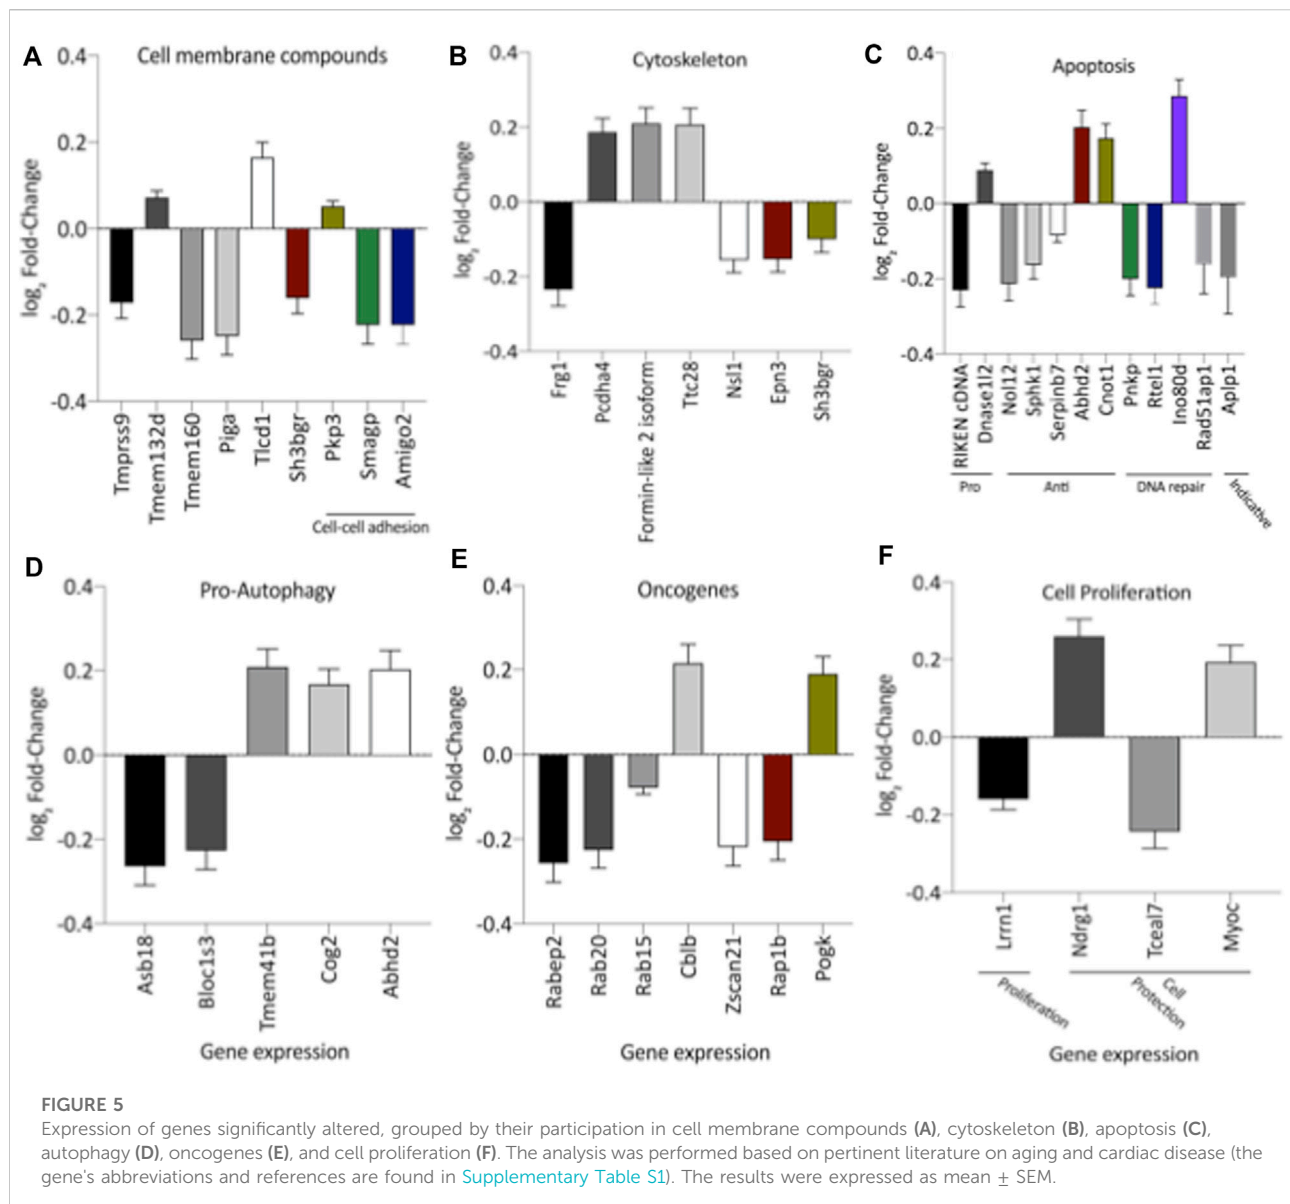 A
Cell membrane compounds
log₂ Fold-Change
0.4
0.2
0.0
-0.2
-0.4
Tmprss9
Tmem132d
Tmem160
Piga
Tlcd1
Sh3bgr
Pkp3
Smagp
Amigo2
Cell-cell adhesion
B
Cytoskeleton
log₂ Fold-Change
0.4
0.2
0.0
-0.2
-0.4
Frg1
Pcdha4
Formin-like 2 isoform
Ttc28
Nsl1
Epn3
Sh3bgr
C
Apoptosis
log₂ Fold-Change
0.4
0.2
0.0
-0.2
-0.4
RIKEN cDNA
Dnase1l2
Nol12
Sphk1
Serpinb7
Abhd2
Cnot1
Pnkp
Rtel1
Ino80d
Rad51ap1
Aplp1
Pro
Anti
DNA repair
Indicative
D
Pro-Autophagy
log₂ Fold-Change
0.4
0.2
0.0
-0.2
-0.4
Asb18
Bloc1s3
Tmem41b
Cog2
Abhd2
Gene expression
E
Oncogenes
log₂ Fold-Change
0.4
0.2
0.0
-0.2
-0.4
Rabep2
Rab20
Rab15
Cblb
Zscan21
Rap1b
Pogk
Gene expression
F
Cell Proliferation
log₂ Fold-Change
0.4
0.2
0.0
-0.2
-0.4
Lrrn1
Ndrg1
Tceal7
Myoc
Proliferation
Cell
Protection
Gene expression
FIGURE 5
Expression of genes significantly altered, grouped by their participation in cell membrane compounds (A), cytoskeleton (B), apoptosis (C),
autophagy (D), oncogenes (E), and cell proliferation (F). The analysis was performed based on pertinent literature on aging and cardiac disease (the
gene's abbreviations and references are found in Supplementary Table S1). The results were expressed as mean ± SEM.